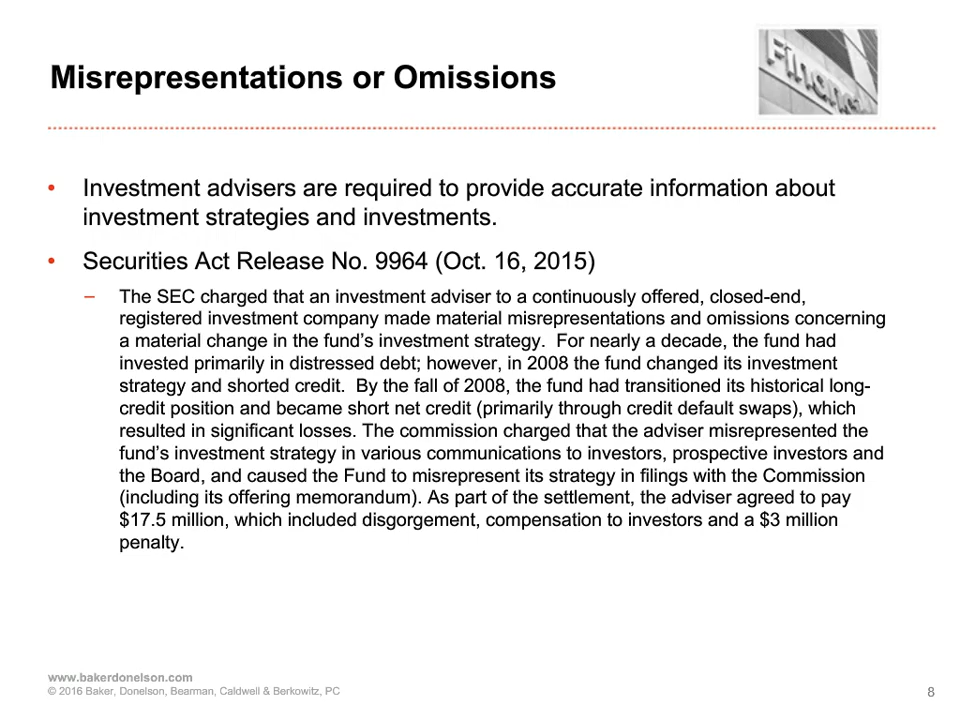 Misrepresentations or Omissions
Financial
• Investment advisers are required to provide accurate information about
investment strategies and investments.
• Securities Act Release No. 9964 (Oct. 16, 2015)
– The SEC charged that an investment adviser to a continuously offered, closed-end,
registered investment company made material misrepresentations and omissions concerning
a material change in the fund’s investment strategy.  For nearly a decade, the fund had
invested primarily in distressed debt; however, in 2008 the fund changed its investment
strategy and shorted credit.  By the fall of 2008, the fund had transitioned its historical long-
credit position and became short net credit (primarily through credit default swaps), which
resulted in significant losses. The commission charged that the adviser misrepresented the
fund’s investment strategy in various communications to investors, prospective investors and
the Board, and caused the Fund to misrepresent its strategy in filings with the Commission
(including its offering memorandum). As part of the settlement, the adviser agreed to pay
$17.5 million, which included disgorgement, compensation to investors and a $3 million
penalty.
www.bakerdonelson.com
© 2016 Baker, Donelson, Bearman, Caldwell & Berkowitz, PC
8